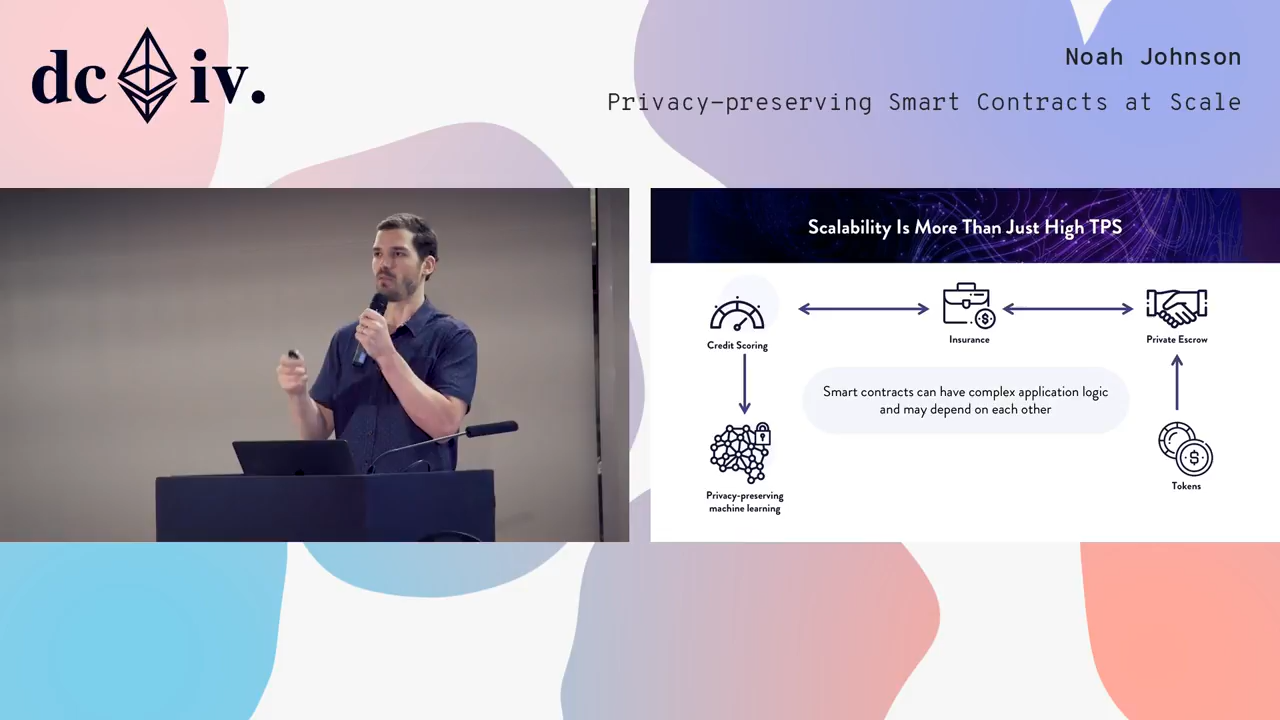 dc iv.
Noah Johnson
Privacy-preserving Smart Contracts at Scale
Scalability Is More Than Just High TPS
Credit Scoring
Insurance
Private Escrow
Smart contracts can have complex application logic
and may depend on each other
Privacy-preserving
machine learning
Tokens